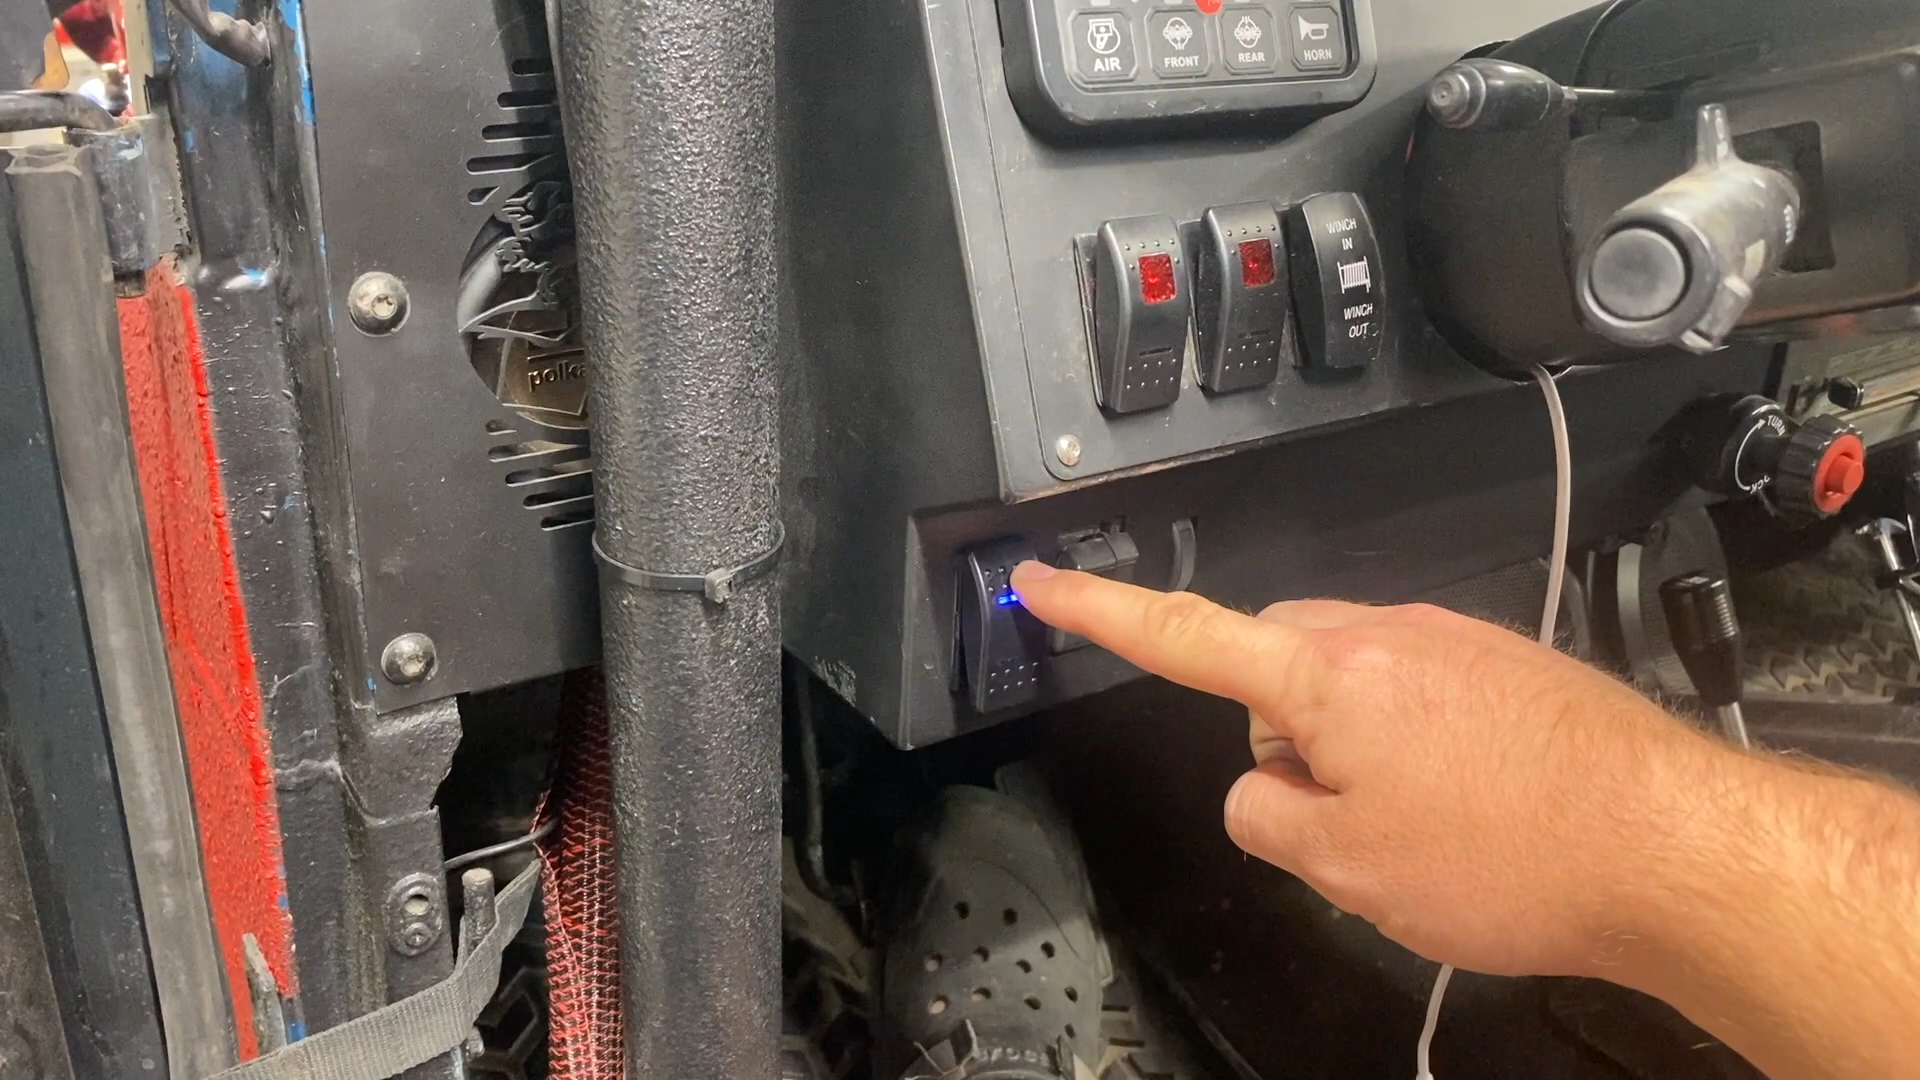 AIR
FRONT
REAR
HORN
WINCH
IN
WINCH
OUT
polka
TURN